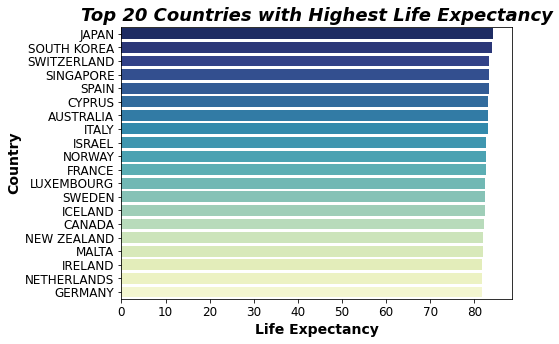 Top 20 Countries with Highest Life Expectancy
Country
JAPAN
SOUTH KOREA
SWITZERLAND
SINGAPORE
SPAIN
CYPRUS
AUSTRALIA
ITALY
ISRAEL
NORWAY
FRANCE
LUXEMBOURG
SWEDEN
ICELAND
CANADA
NEW ZEALAND
MALTA
IRELAND
NETHERLANDS
GERMANY
0 10 20 30 40 50 60 70 80
Life Expectancy